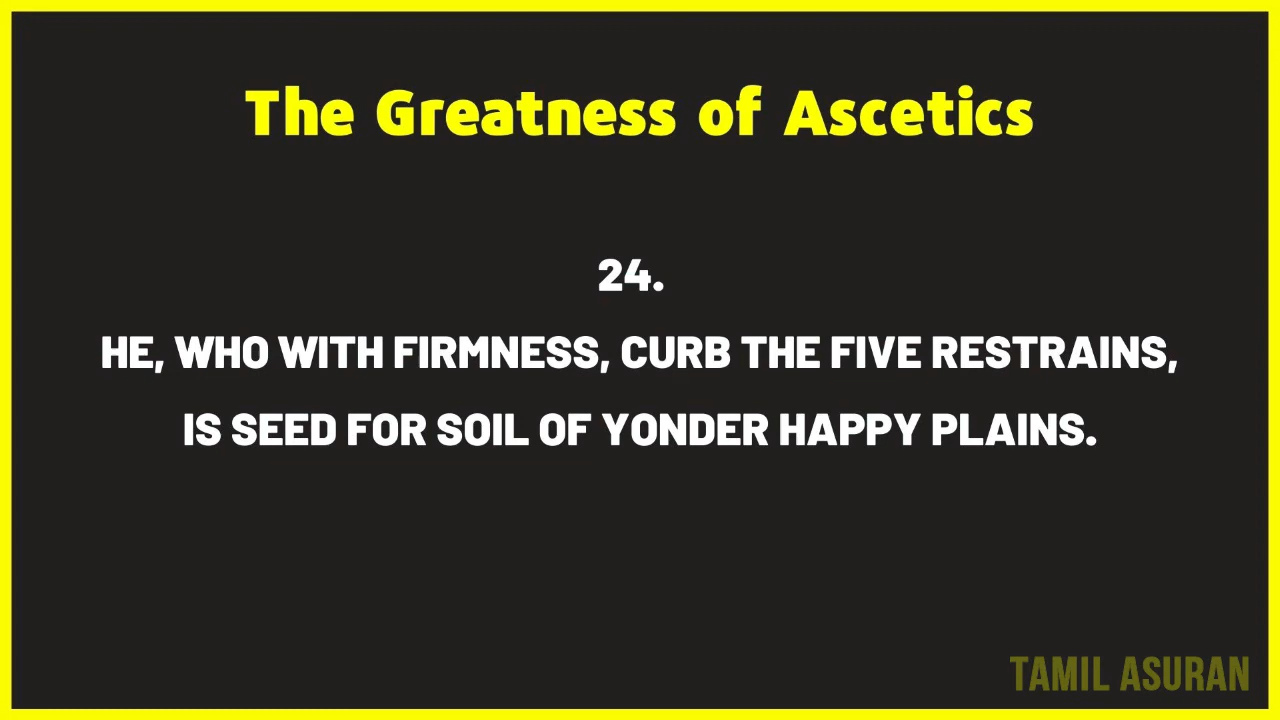 The Greatness of Ascetics
24.
HE, WHO WITH FIRMNESS, CURB THE FIVE RESTRAINS,
IS SEED FOR SOIL OF YONDER HAPPY PLAINS.
TAMIL ASURAN